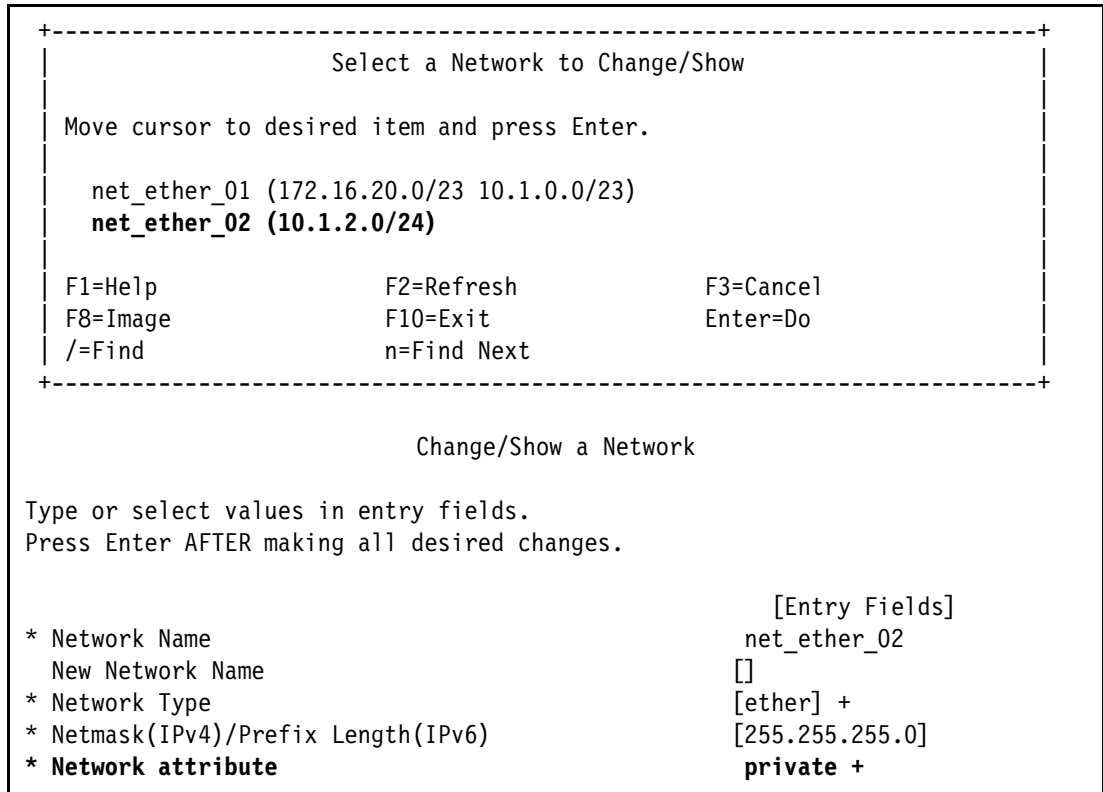 +--------------------------------------------------------------------------+
| Select a Network to Change/Show |
| |
| Move cursor to desired item and press Enter. |
| |
| net_ether_01 (172.16.20.0/23 10.1.0.0/23) |
| net_ether_02 (10.1.2.0/24) |
| |
| F1=Help F2=Refresh F3=Cancel |
| F8=Image F10=Exit Enter=Do |
| /=Find n=Find Next |
+--------------------------------------------------------------------------+
Change/Show a Network
Type or select values in entry fields.
Press Enter AFTER making all desired changes.
[Entry Fields]
* Network Name net_ether_02
New Network Name []
* Network Type [ether] +
* Netmask(IPv4)/Prefix Length(IPv6) [255.255.255.0]
* Network attribute private +